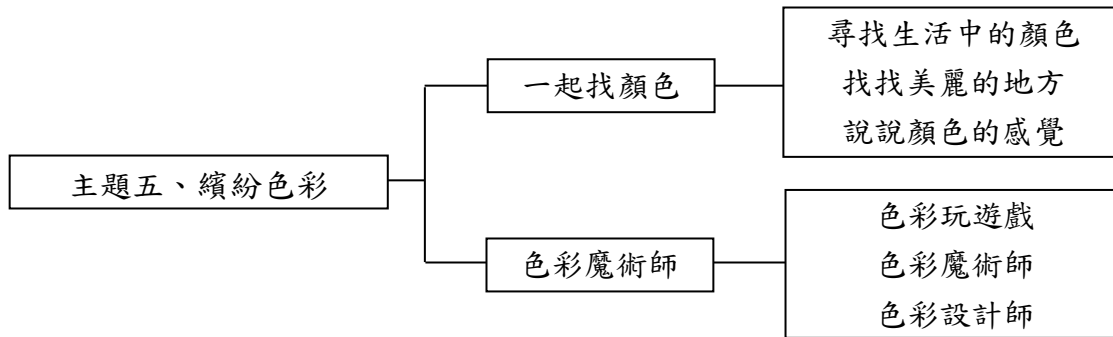 主題五、繽紛色彩
一起找顏色
尋找生活中的顏色
找找美麗的地方
說說顏色的感覺
色彩魔術師
色彩玩遊戲
色彩魔術師
色彩設計師